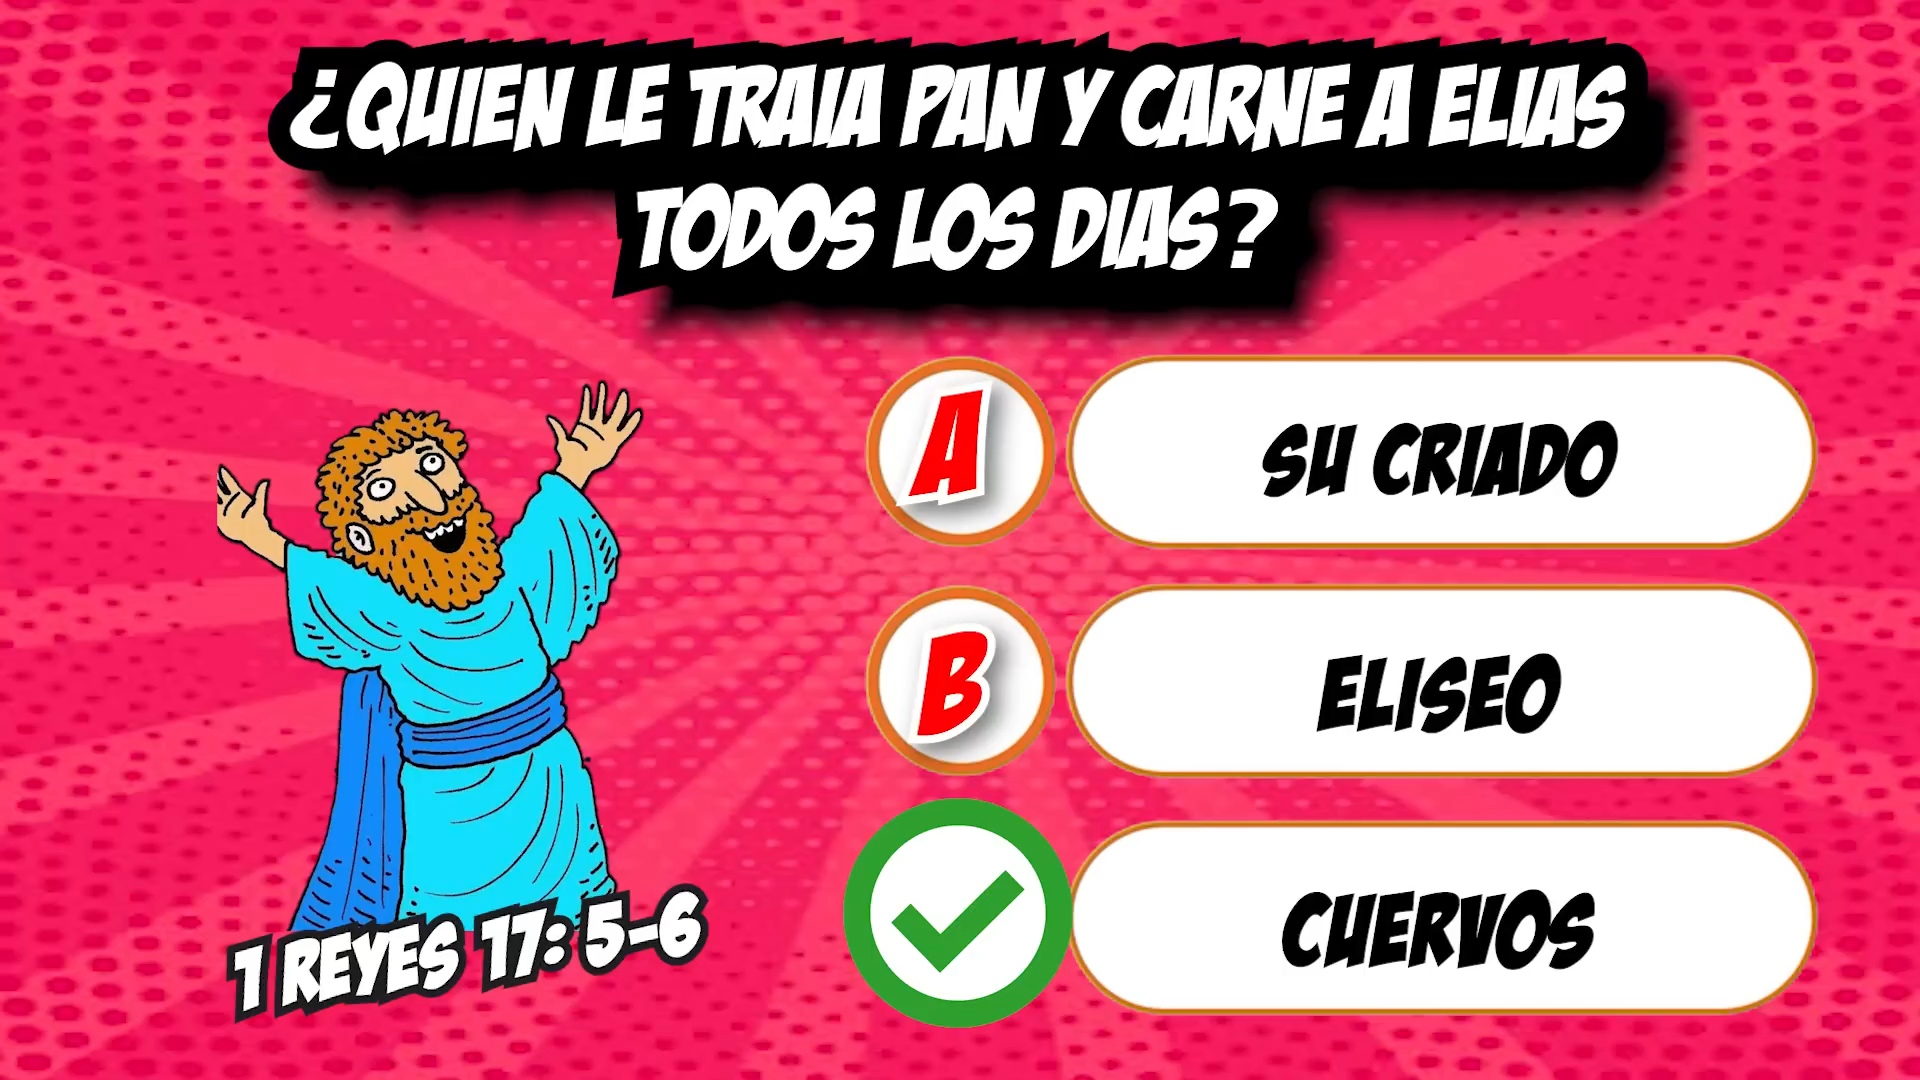 ¿QUIEN LE TRAIA PAN Y CARNE A ELIAS
TODOS LOS DIAS?
A
SU CRIADO
B
ELISEO
CUERVOS
1 REYES 17: 5-6